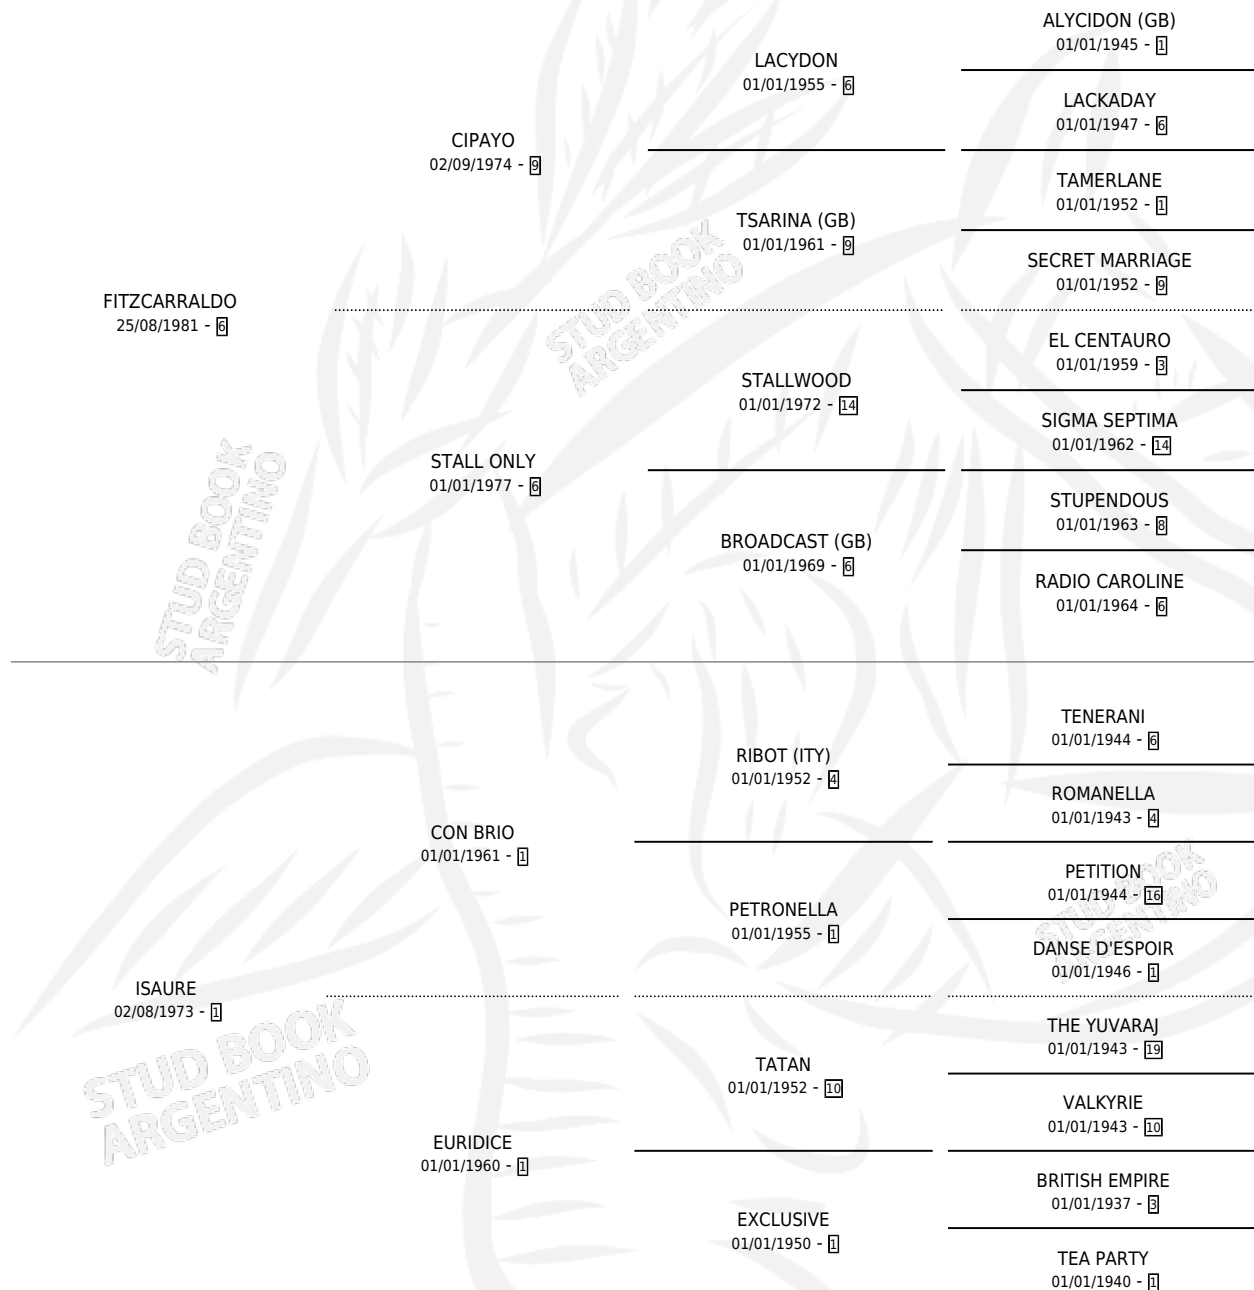 ALYCIDON (GB)
01/01/1945 - 1
LACYDON
01/01/1955 - 6
LACKADAY
01/01/1947 - 6
CIPAYO
02/09/1974 - 9
TAMERLANE
01/01/1952 - 1
TSARINA (GB)
01/01/1961 - 9
SECRET MARRIAGE
01/01/1952 - 9
FITZCARRALDO
25/08/1981 - 6
STUD BOOK
ARGENTINO
EL CENTAURO
01/01/1959 - 3
STALLWOOD
01/01/1972 - 14
SIGMA SEPTIMA
01/01/1962 - 14
STALL ONLY
01/01/1977 - 6
STUPENDOUS
01/01/1963 - 8
BROADCAST (GB)
01/01/1969 - 6
RADIO CAROLINE
01/01/1964 - 6
STUD BOOK
ARGENTINO
TENERANI
01/01/1944 - 6
RIBOT (ITY)
01/01/1952 - 4
ROMANELLA
01/01/1943 - 4
CON BRIO
01/01/1961 - 1
PETITION
01/01/1944 - 16
PETRONELLA
01/01/1955 - 1
STUD BOOK
ARGENTINO
DANSE D'ESPOIR
01/01/1946 - 1
ISAURE
02/08/1973 - 1
THE YUVARAJ
01/01/1943 - 19
TATAN
01/01/1952 - 10
STUD BOOK
ARGENTINO
VALKYRIE
01/01/1943 - 10
EURIDICE
01/01/1960 - 1
BRITISH EMPIRE
01/01/1937 - 3
EXCLUSIVE
01/01/1950 - 1
TEA PARTY
01/01/1940 - 1